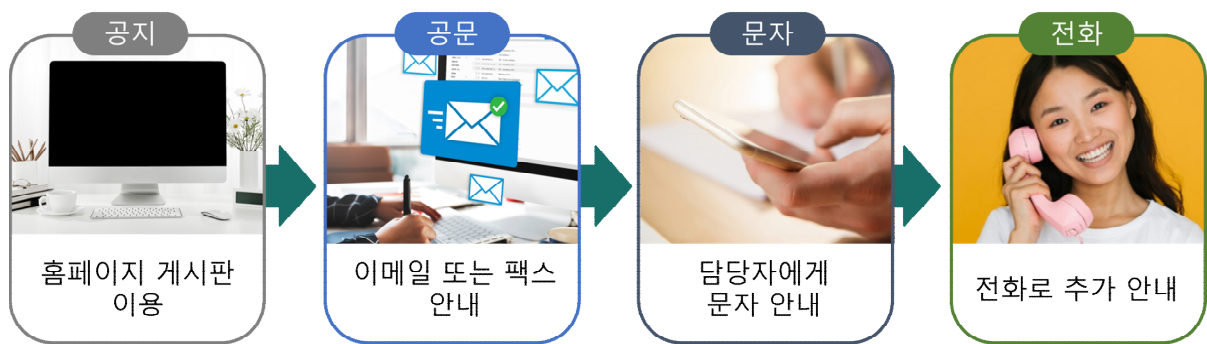 공지
홈페이지 게시판
이용
공문
이메일 또는 팩스
안내
문자
담당자에게
문자 안내
전화
전화로 추가 안내